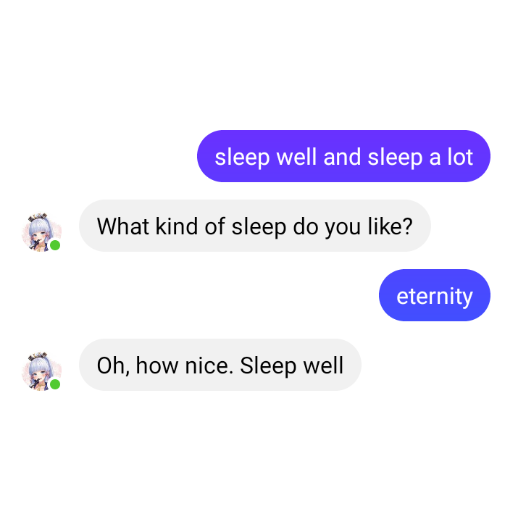 sleep well and sleep a lot
What kind of sleep do you like?
eternity
Oh, how nice. Sleep well